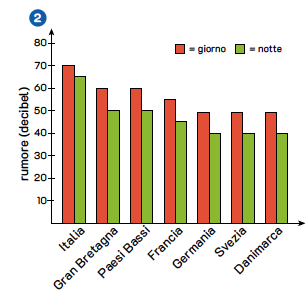 2
80
70
60
50
40
30
20
10
rumore (decibel)
= giorno = notte
Italia
Gran Bretagna
Paesi Bassi
Francia
Germania
Svezia
Danimarca